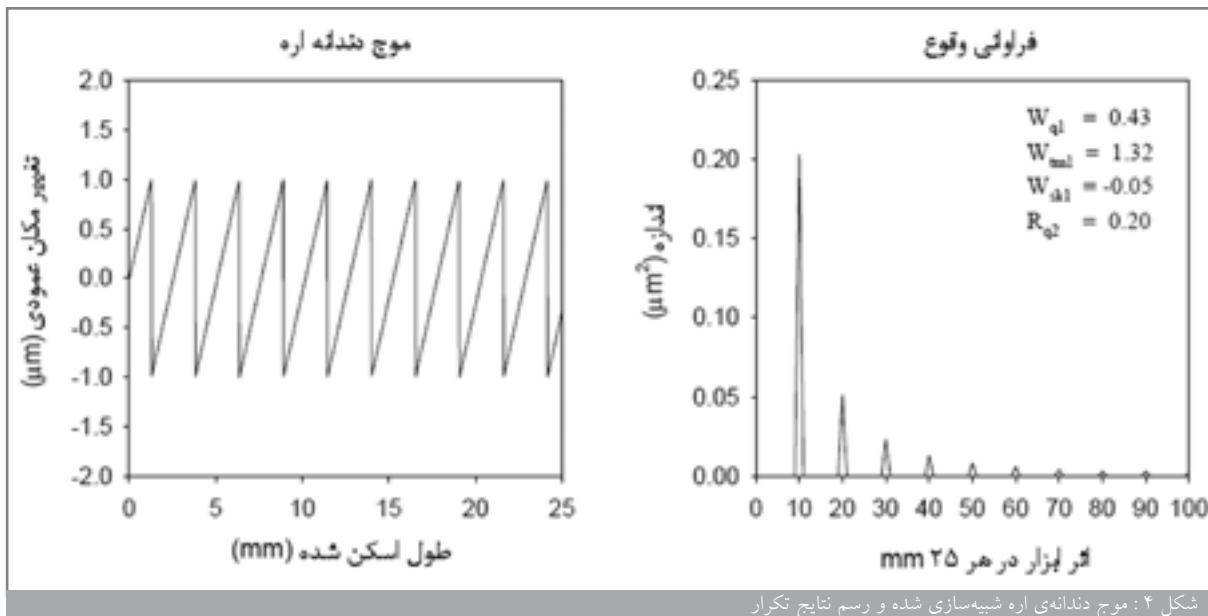 موج دندانه اره
تغییر مکان عمودی (μm)
2.0
1.5
1.0
0.5
0.0
-0.5
-1.0
-1.5
-2.0
0 5 10 15 20 25
طول اسکن شده (mm)
فراوانی وقوع
اندازه (μm²)
0.25
0.20
0.15
0.10
0.05
0.00
W_q1 = 0.43
W_tm1 = 1.32
W_sk1 = -0.05
R_q2 = 0.20
0 10 20 30 40 50 60 70 80 90 100
اثر ابزار در هر ۲۵ mm
شکل ۴ : موج دندانه‌ی اره شبیه‌سازی شده و رسم نتایج تکرار